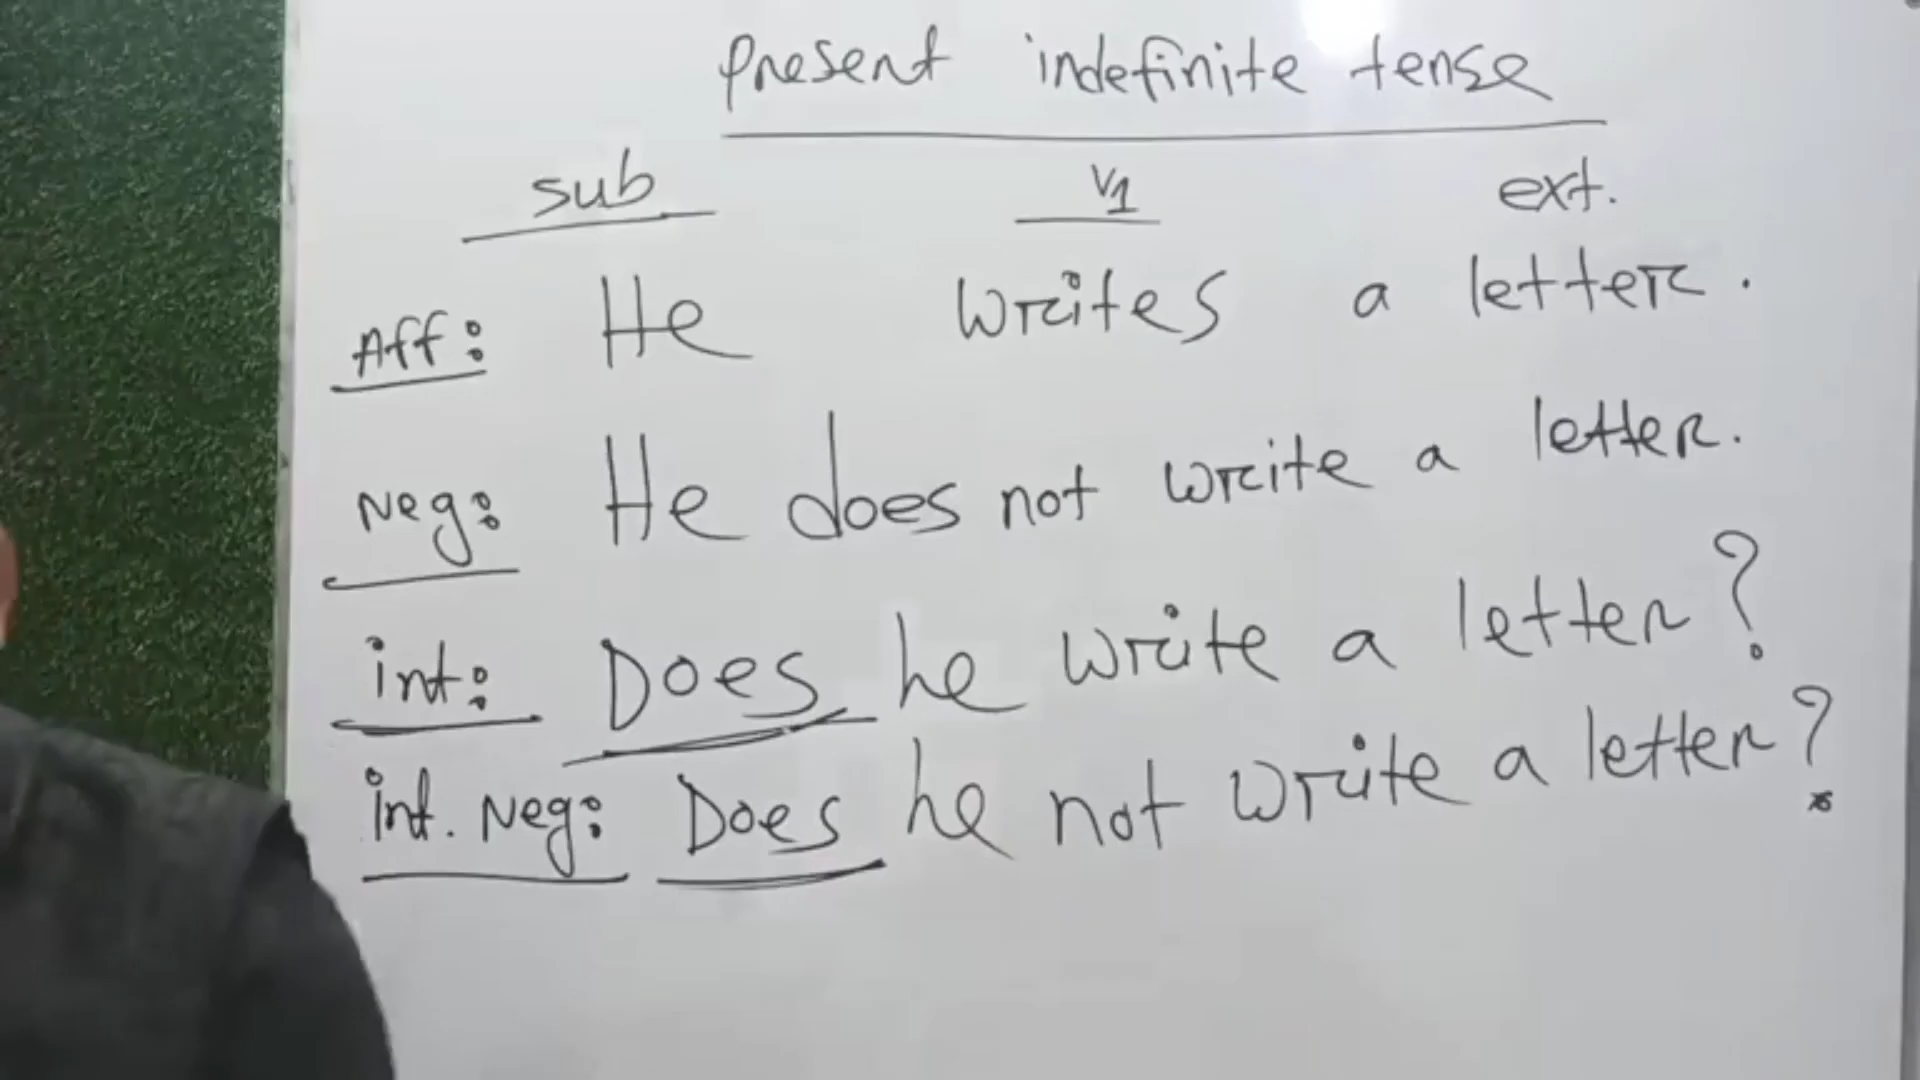 present indefinite tense
sub v1 ext.
Aff: He writes a letter.
Neg: He does not write a letter.
int: Does he write a letter?
int. Neg: Does he not write a letter?